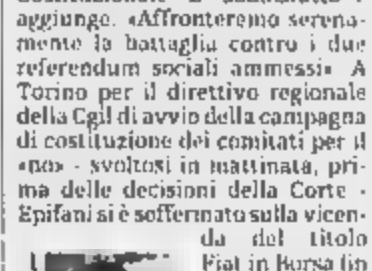 aggiunge. «Affronteremo serena-
mente la battaglia contro i due
referendum sociali ammessi» A
Torino per il direttivo regionale
della Cgil di avvio della campagna
di costituzione dei comitati per il
«no» - svoltosi in mattinata, pri-
ma delle decisioni della Corte -
Epifani si è soffermato sulla vicen-
da del titolo
Fiat in Borsa (in